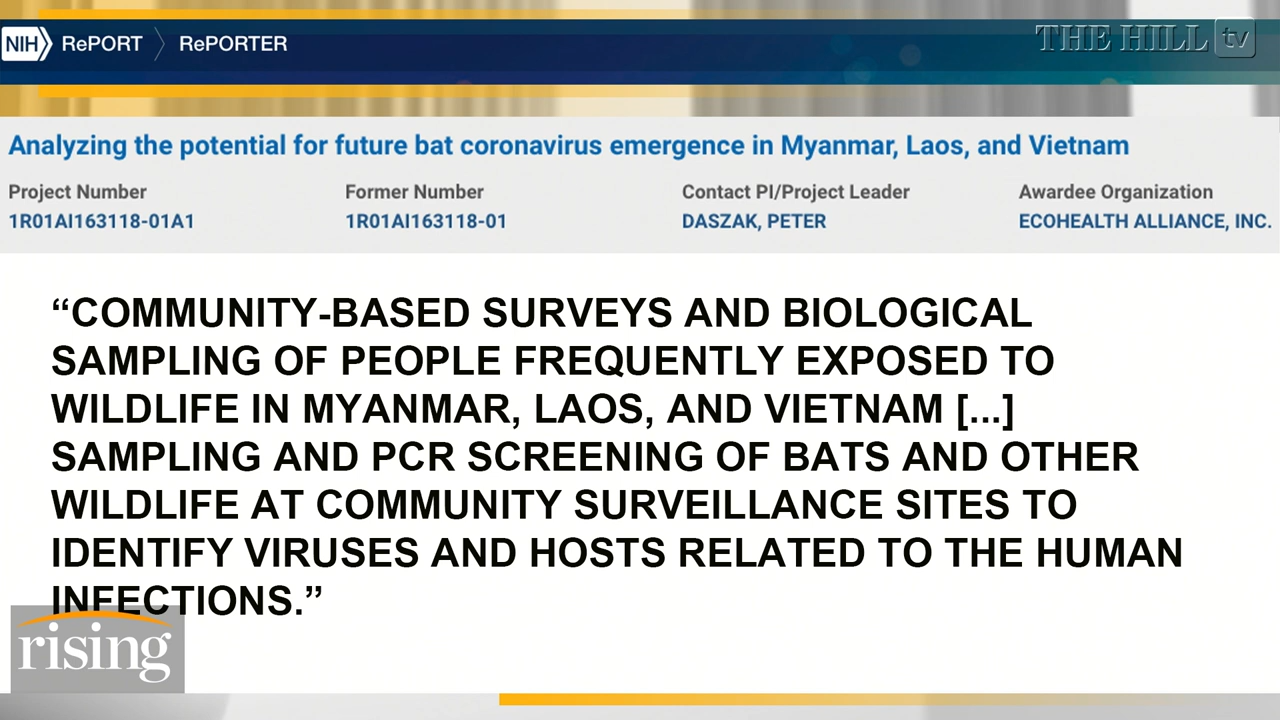 NIH RePORT RePORTER THE HILL tv
Analyzing the potential for future bat coronavirus emergence in Myanmar, Laos, and Vietnam
Project Number Former Number Contact PI/Project Leader Awardee Organization
1R01AI163118-01A1 1R01AI163118-01 DASZAK, PETER ECOHEALTH ALLIANCE, INC.
“COMMUNITY-BASED SURVEYS AND BIOLOGICAL
SAMPLING OF PEOPLE FREQUENTLY EXPOSED TO
WILDLIFE IN MYANMAR, LAOS, AND VIETNAM [...]
SAMPLING AND PCR SCREENING OF BATS AND OTHER
WILDLIFE AT COMMUNITY SURVEILLANCE SITES TO
IDENTIFY VIRUSES AND HOSTS RELATED TO THE HUMAN
INFECTIONS.”
rising